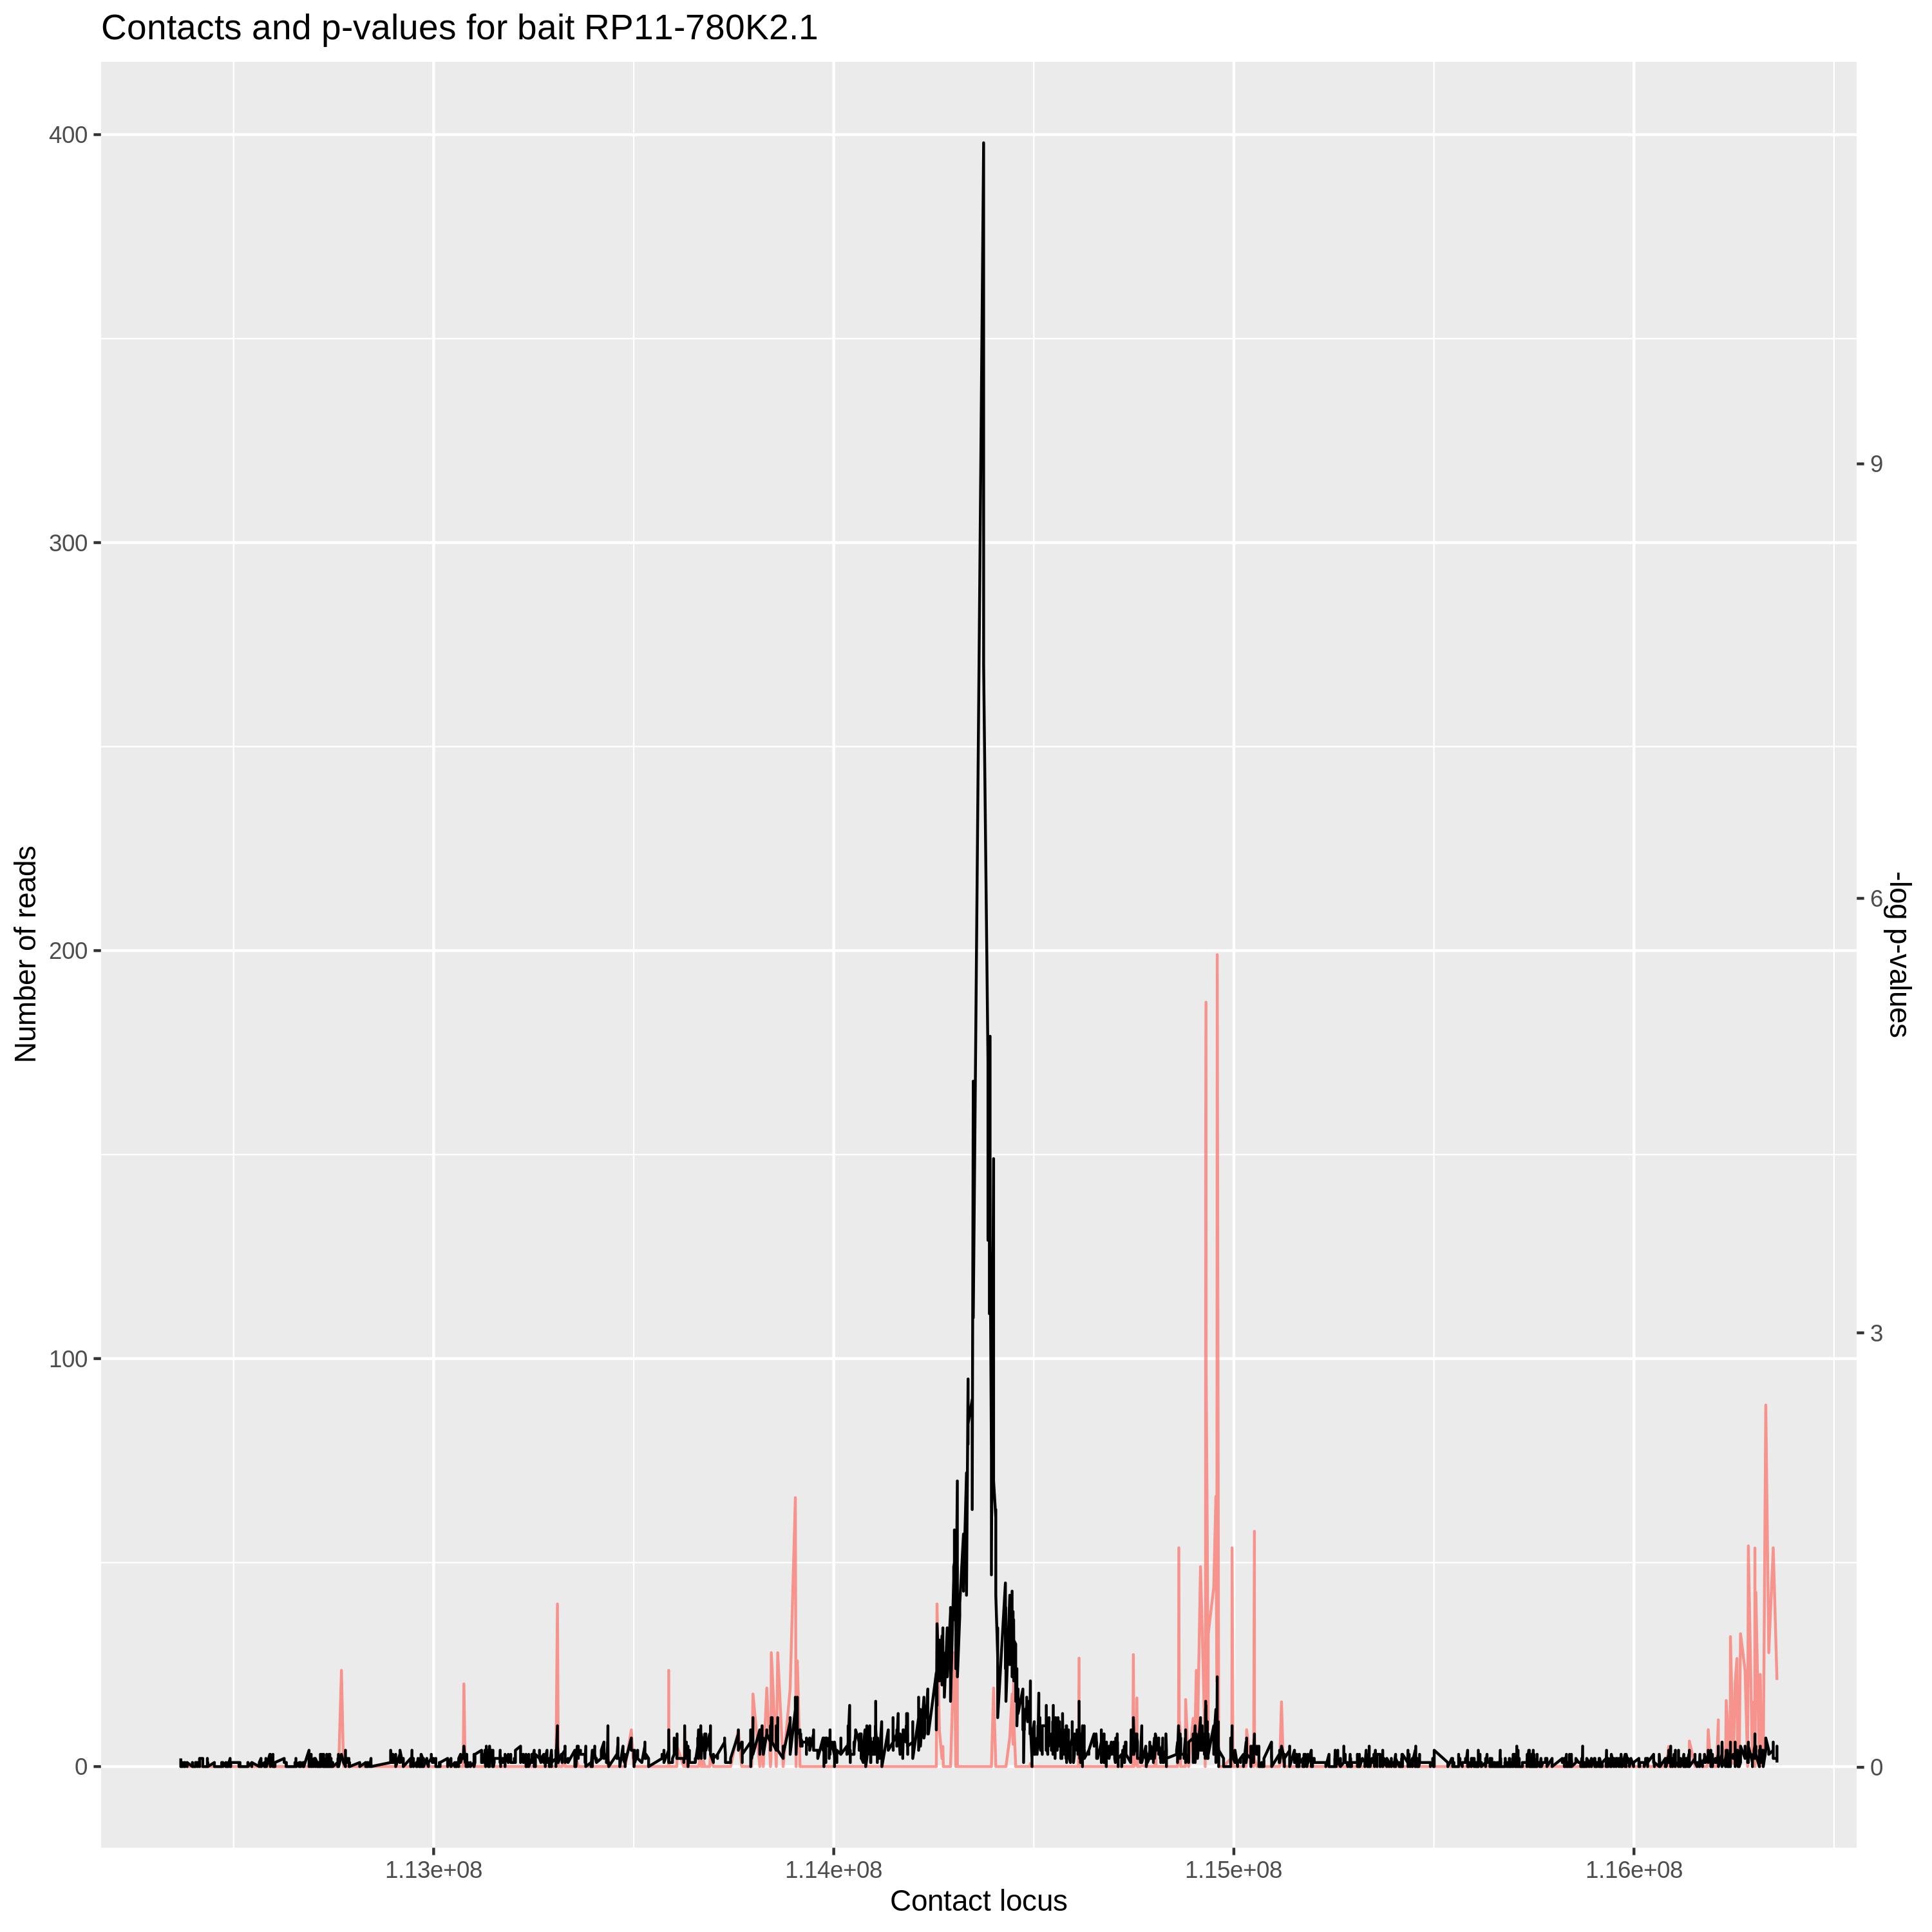 Contacts and p-values for bait RP11-780K2.1
400
300
200
100
0
Number of reads
9
6
3
0
-log p-values
1.13e+08
1.14e+08
1.15e+08
1.16e+08
Contact locus